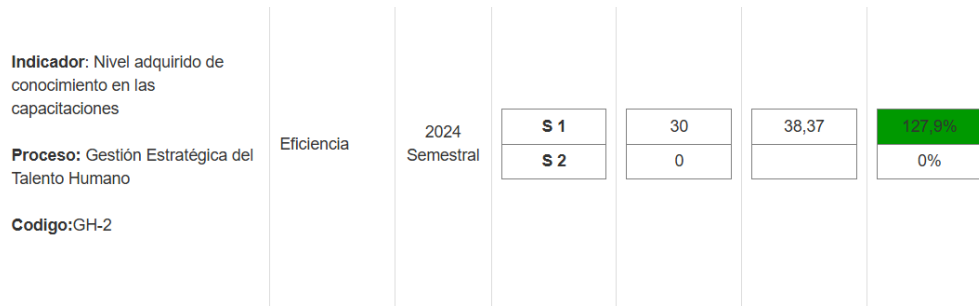 Indicador: Nivel adquirido de
conocimiento en las
capacitaciones
Proceso: Gestión Estratégica del
Talento Humano
Codigo:GH-2
Eficiencia
2024
Semestral
S 1
30
38,37
127,9%
S 2
0
0%